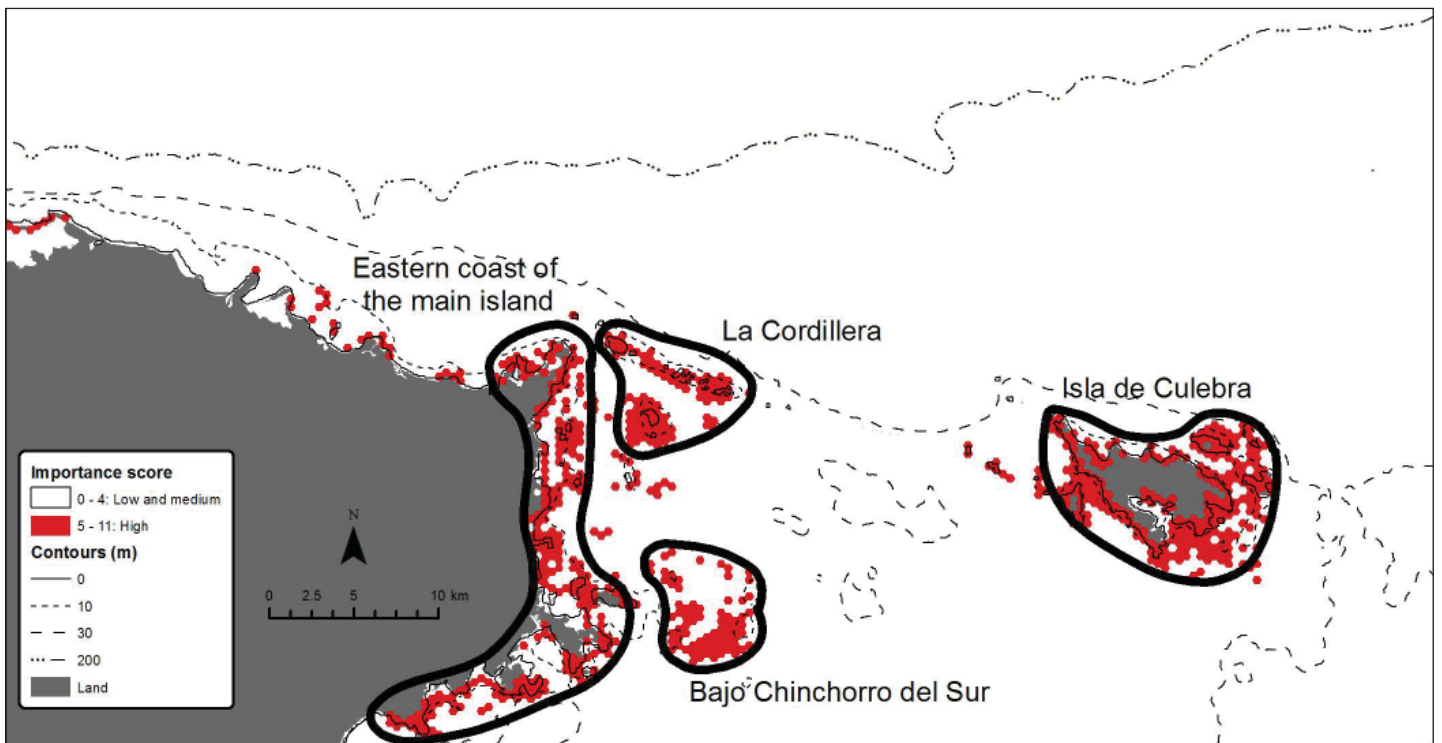 Eastern coast of
the main island
La Cordillera
Isla de Culebra
Bajo Chinchorro del Sur
Importance score
0 - 4: Low and medium
5 - 11: High
Contours (m)
0
10
30
200
Land
N
0 2.5 5 10 km